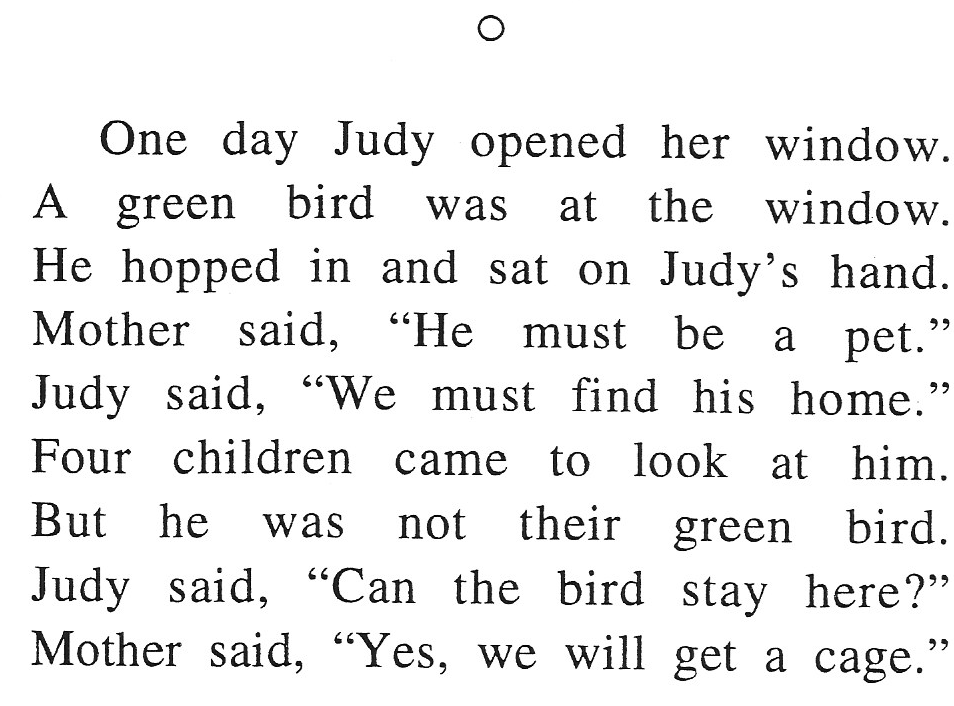 One day Judy opened her window.
A green bird was at the window.
He hopped in and sat on Judy’s hand.
Mother said, “He must be a pet.”
Judy said, “We must find his home.”
Four children came to look at him.
But he was not their green bird.
Judy said, “Can the bird stay here?”
Mother said, “Yes, we will get a cage.”